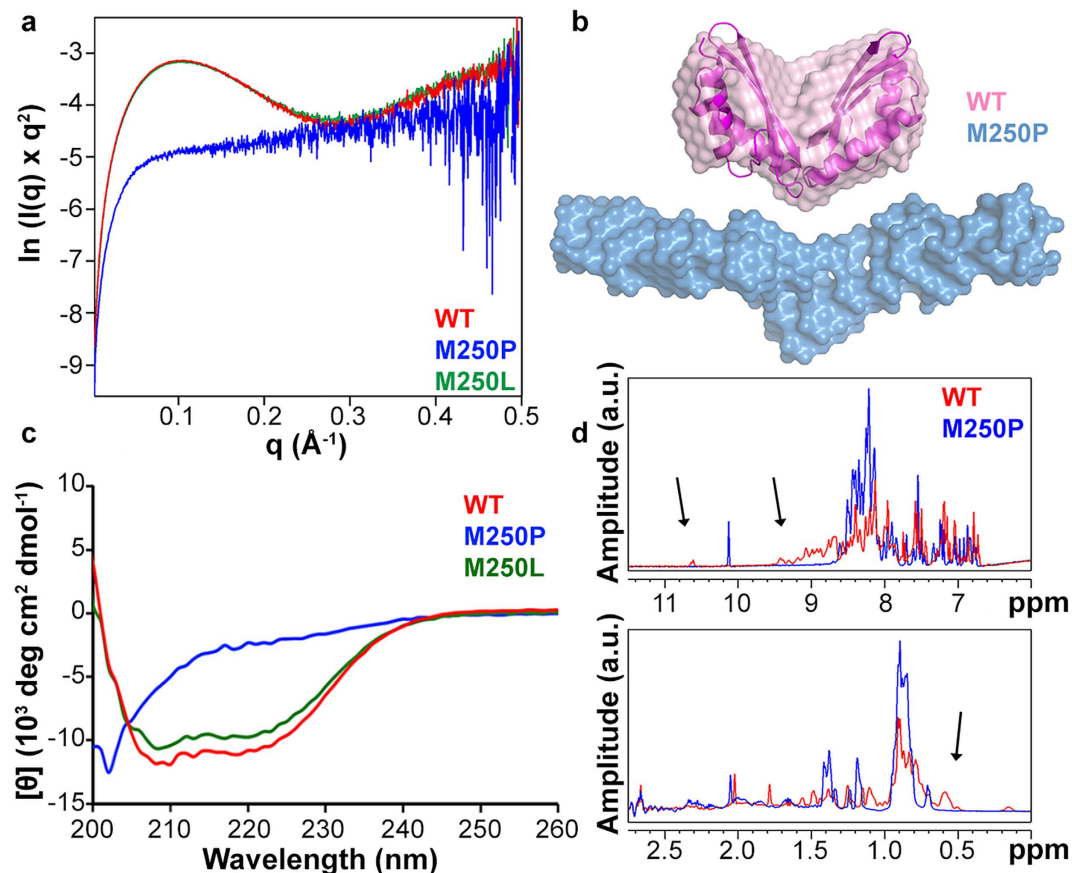 a
-3
-4
-5
-6
-7
-8
-9
ln (I(q) x q²)
WT
M250P
M250L
0.1
0.2
0.3
0.4
0.5
q (Å⁻¹)
b
WT
M250P
c
10
5
0
-5
-10
-15
[θ] (10³ deg cm² dmol⁻¹)
WT
M250P
M250L
200
210
220
230
240
250
260
Wavelength (nm)
d
WT
M250P
Amplitude (a.u.)
11
10
9
8
7
ppm
Amplitude (a.u.)
2.5
2.0
1.5
1.0
0.5
ppm